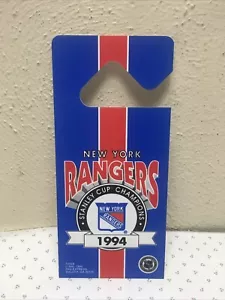 NEW YORK
RANGERS
STANLEY CUP CHAMPIONS
NEW YORK
RANGERS
1994